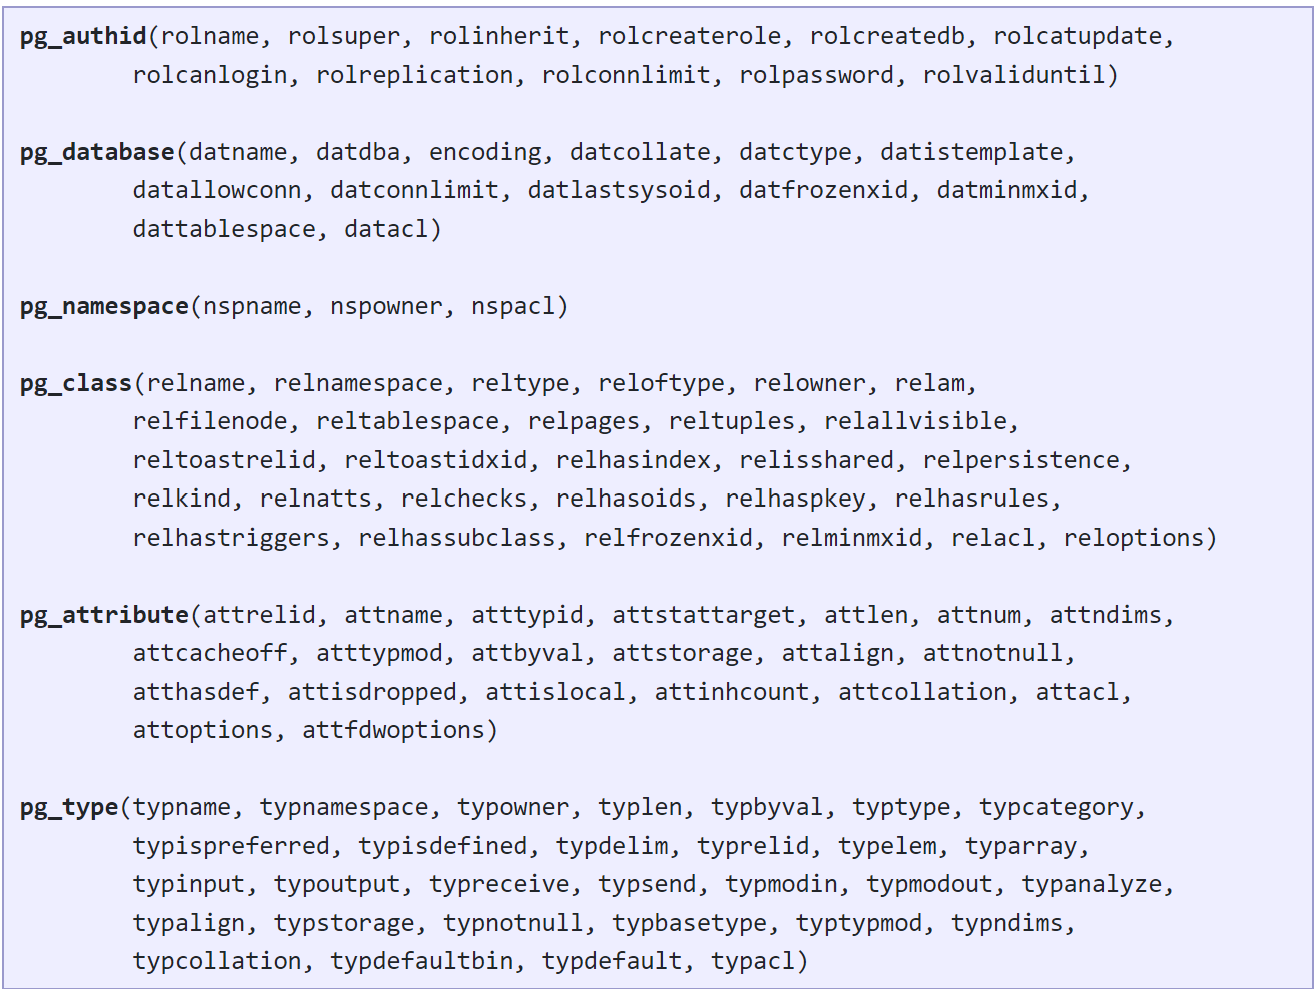 pg_authid(rolname, rolsuper, rolinherit, rolcreaterole, rolcreatedb, rolcatupdate,
rolcanlogin, rolreplication, rolconnlimit, rolpassword, rolvaliduntil)
pg_database(datname, datdba, encoding, datcollate, datctype, datistemplate,
datallowconn, datconnlimit, datlastsysoid, datfrozenxid, datminmxid,
dattablespace, datacl)
pg_namespace(nspname, nspowner, nspacl)
pg_class(relname, relnamespace, reltype, reloftype, relowner, relam,
relfilenode, reltablespace, relpages, reltuples, relallvisible,
reltoastrelid, reltoastidxid, relhasindex, relisshared, relpersistence,
relkind, relnatts, relchecks, relhasoids, relhaspkey, relhasrules,
relhastriggers, relhassubclass, relfrozenxid, relminmxid, relacl, reloptions)
pg_attribute(attrelid, attname, atttypid, attstattarget, attlen, attnum, attndims,
attcacheoff, atttypmod, attbyval, attstorage, attalign, attnotnull,
atthasdef, attisdropped, attislocal, attinhcount, attcollation, attacl,
attoptions, attfdwoptions)
pg_type(typname, typnamespace, typowner, typlen, typbyval, typtype, typcategory,
typispreferred, typisdefined, typdelim, typrelid, typelem, typarray,
typinput, typoutput, typreceive, typsend, typmodin, typmodout, typanalyze,
typalign, typstorage, typnotnull, typbasetype, typtypmod, typndims,
typcollation, typdefaultbin, typdefault, typacl)